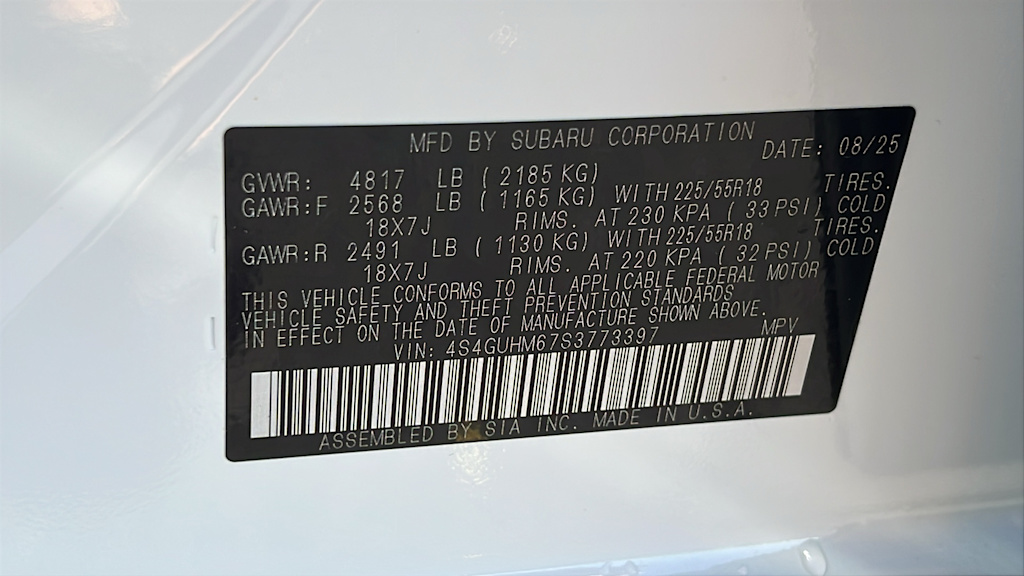 MFD BY SUBARU CORPORATION
DATE: 08/25
GVWR: 4817 LB ( 2185 KG)
GAWR:F 2568 LB ( 1165 KG) WITH 225/55R18 TIRES.
18X7J RIMS. AT 230 KPA ( 33 PSI) COLD
GAWR:R 2491 LB ( 1130 KG) WITH 225/55R18 TIRES.
18X7J RIMS. AT 220 KPA ( 32 PSI) COLD
THIS VEHICLE CONFORMS TO ALL APPLICABLE FEDERAL MOTOR
VEHICLE SAFETY AND THEFT PREVENTION STANDARDS
IN EFFECT ON THE DATE OF MANUFACTURE SHOWN ABOVE.
VIN: 4S4GUHM67S3773397 MPV
ASSEMBLED BY SIA INC. MADE IN U.S.A.